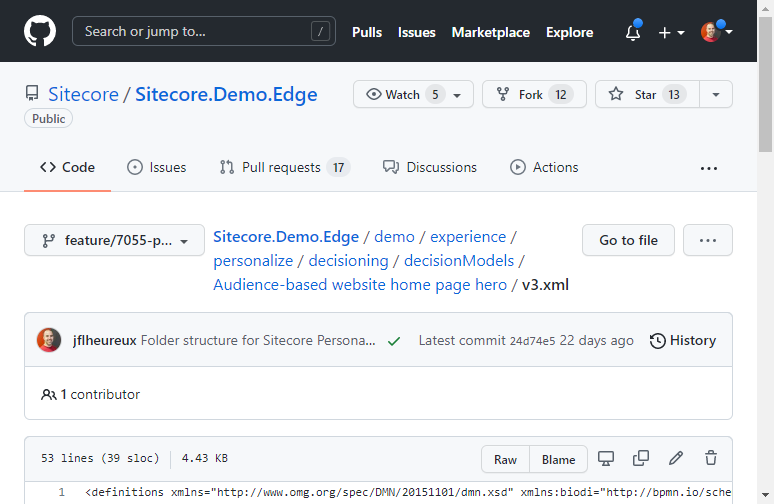 Search or jump to... / Pulls Issues Marketplace Explore
Sitecore / Sitecore.Demo.Edge Watch 5 Fork 12 Star 13
Public
Code Issues Pull requests 17 Discussions Actions ...
feature/7055-p... Sitecore.Demo.Edge / demo / experience / Go to file ...
personalize / decisioning / decisionModels /
Audience-based website home page hero / v3.xml
jflheureux Folder structure for Sitecore Persona... Latest commit 24d74e5 22 days ago History
1 contributor
53 lines (39 sloc) 4.43 KB Raw Blame
1 <definitions xmlns="http://www.omg.org/spec/DMN/20151101/dmn.xsd" xmlns:biodi="http://bpmn.io/sche